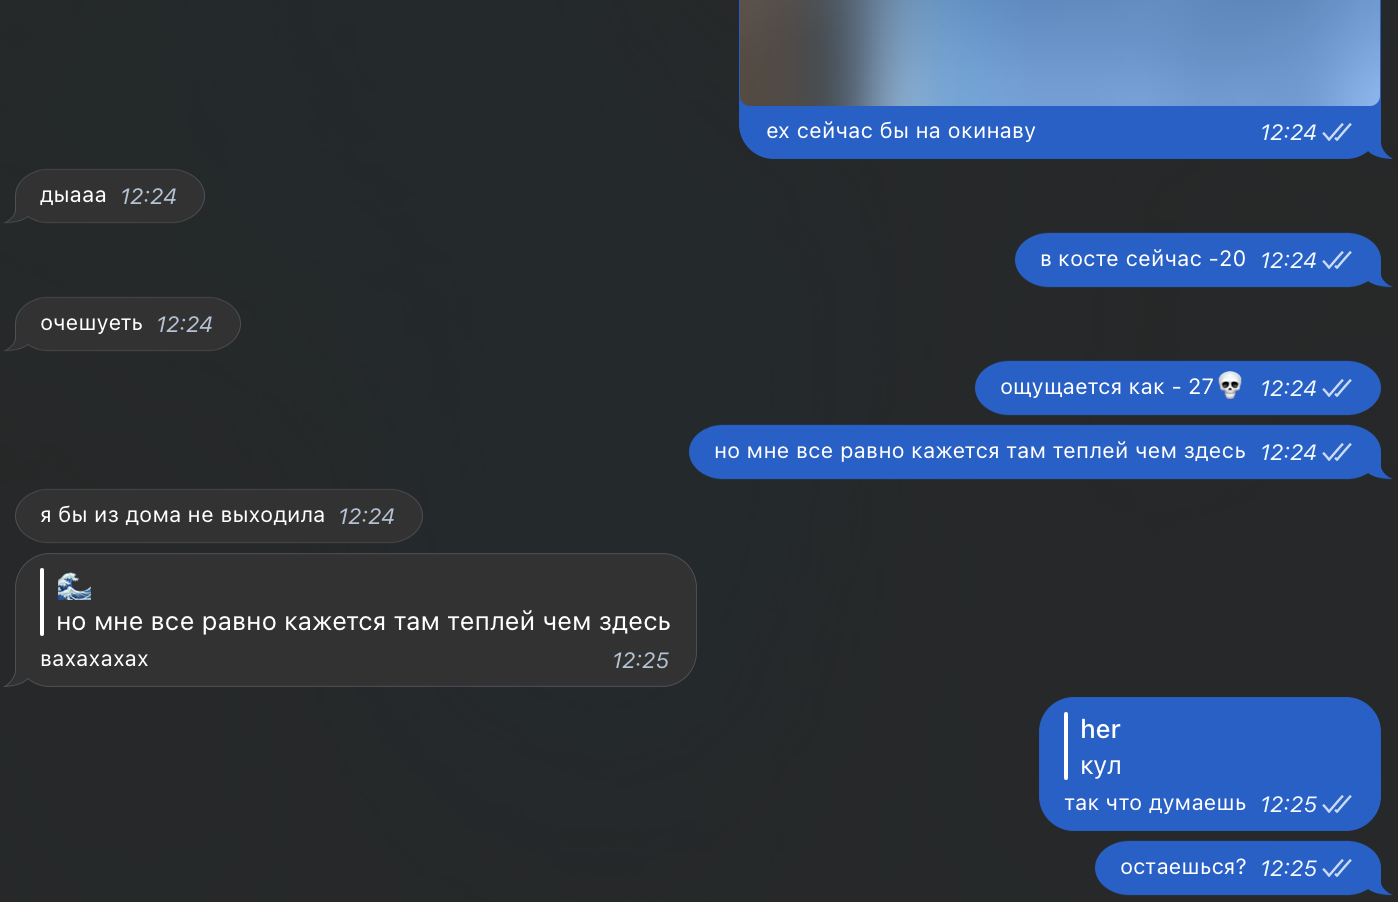 ех сейчас бы на окинаву 12:24
дыааа 12:24
в косте сейчас -20 12:24
очешуеть 12:24
ощущается как - 27💀 12:24
но мне все равно кажется там теплей чем здесь 12:24
я бы из дома не выходила 12:24
🌊
но мне все равно кажется там теплей чем здесь
вахахахах 12:25
her
кул
так что думаешь 12:25
остаешься? 12:25